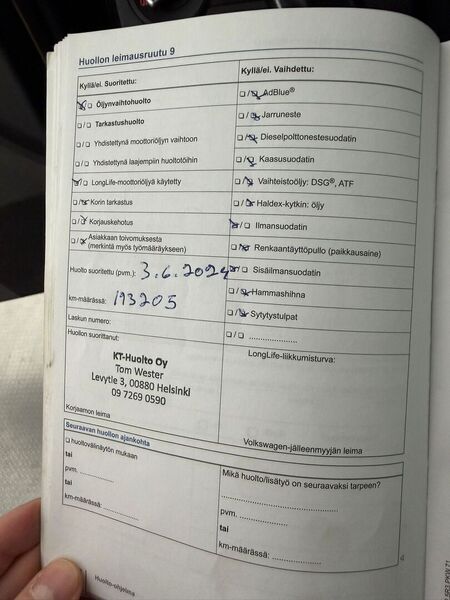 Huollon leimausruutu 9
Kyllä/ei. Suoritettu:
☒/☐ Öljynvaihtohuolto
☐/☐ Tarkastushuolto
☐/☐ Yhdistettynä moottoriöljyn vaihtoon
☐/☐ Yhdistettynä laajempiin huoltotöihin
☒/☐ LongLife-moottoriöljyä käytetty
☐/☒ Korin tarkastus
☐/☒ Korjauskehotus
☐/☒ Asiakkaan toivomuksesta
(merkintä myös työmääräykseen)
Huolto suoritettu (pvm.): 3.6.2024
km-määrässä: 193205
Laskun numero:
Huollon suorittanut:
KT-Huolto Oy
Tom Wester
Levytie 3, 00880 Helsinki
09 7269 0590
Korjaamon leima
Kyllä/ei. Vaihdettu:
☐/☒ AdBlue®
☐/☒ Jarruneste
☐/☒ Dieselpolttonestesuodatin
☐/☒ Kaasusuodatin
☐/☒ Vaihteistoöljy: DSG®, ATF
☐/☒ Haldex-kytkin: öljy
☒/☐ Ilmansuodatin
☐/☒ Renkaantäyttöpullo (paikkausaine)
☒/☐ Sisäilmansuodatin
☐/☒ Hammashihna
☐/☒ Sytytystulpat
☐/☐ ....................
LongLife-liikkumisturva:
Volkswagen-jälleenmyyjän leima
Seuraavan huollon ajankohta
☐ huoltovälinäytön mukaan
tai
pvm. ....................
tai
km-määrässä: ....................
Mikä huolto/lisätyö on seuraavaksi tarpeen?
........................................
pvm. ....................
tai
km-määrässä: ....................
Huolto-ohjelma